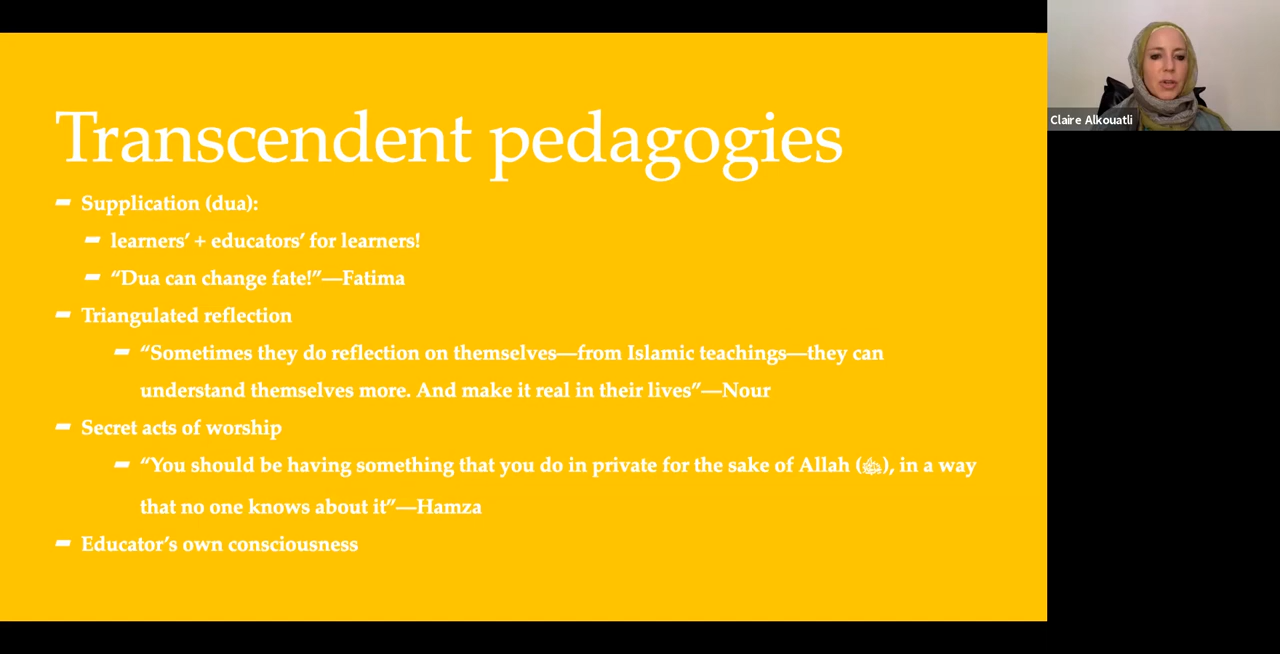 Transcendent pedagogies
Supplication (dua):
learners’ + educators’ for learners!
“Dua can change fate!”—Fatima
Triangulated reflection
“Sometimes they do reflection on themselves—from Islamic teachings—they can
understand themselves more. And make it real in their lives”—Nour
Secret acts of worship
“You should be having something that you do in private for the sake of Allah (ﷻ), in a way
that no one knows about it”—Hamza
Educator’s own consciousness
Claire Alkouatli